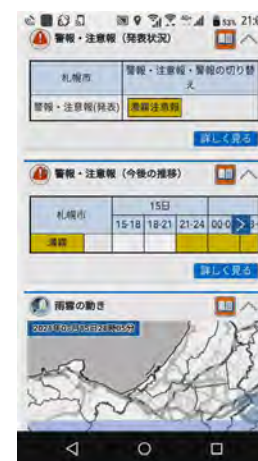 53% 21:0
警報・注意報（発表状況）
札幌市
警報・注意報・警報の切り替え
警報・注意報(発表)
濃霧注意報
詳しく見る
警報・注意報（今後の推移）
札幌市
15日
15-18 18-21 21-24 00-0
濃霧
詳しく見る
雨雲の動き